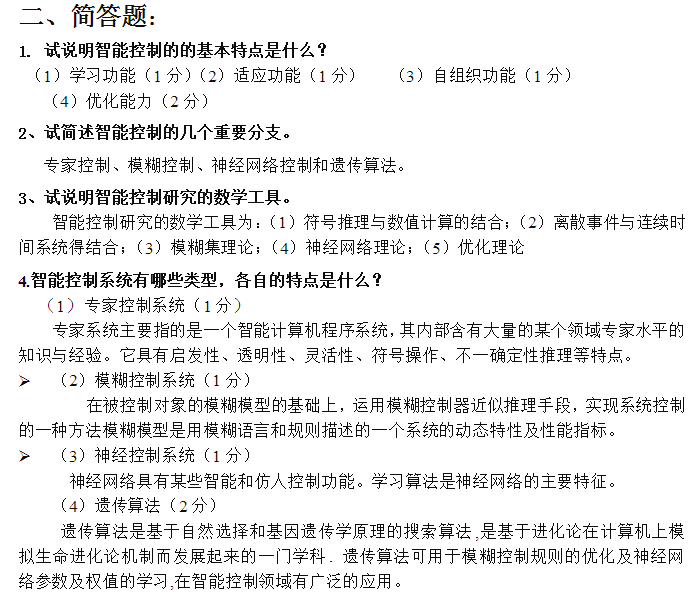 二、简答题:
1. 试说明智能控制的的基本特点是什么？
（1）学习功能（1 分）（2）适应功能（1 分） （3）自组织功能（1 分）
（4）优化能力（2 分）
2、试简述智能控制的几个重要分支。
专家控制、模糊控制、神经网络控制和遗传算法。
3、试说明智能控制研究的数学工具。
智能控制研究的数学工具为:（1）符号推理与数值计算的结合;（2）离散事件与连续时
间系统得结合;（3）模糊集理论;（4）神经网络理论;（5）优化理论
4.智能控制系统有哪些类型，各自的特点是什么？
（1）专家控制系统（1 分）
专家系统主要指的是一个智能计算机程序系统，其内部含有大量的某个领域专家水平的
知识与经验。它具有启发性、透明性、灵活性、符号操作、不一确定性推理等特点。
➢ （2）模糊控制系统（1 分）
在被控制对象的模糊模型的基础上，运用模糊控制器近似推理手段，实现系统控制
的一种方法模糊模型是用模糊语言和规则描述的一个系统的动态特性及性能指标。
➢ （3）神经控制系统（1 分）
神经网络具有某些智能和仿人控制功能。学习算法是神经网络的主要特征。
（4）遗传算法（2 分）
遗传算法是基于自然选择和基因遗传学原理的搜索算法,是基于进化论在计算机上模
拟生命进化论机制而发展起来的一门学科. 遗传算法可用于模糊控制规则的优化及神经网
络参数及权值的学习,在智能控制领域有广泛的应用。